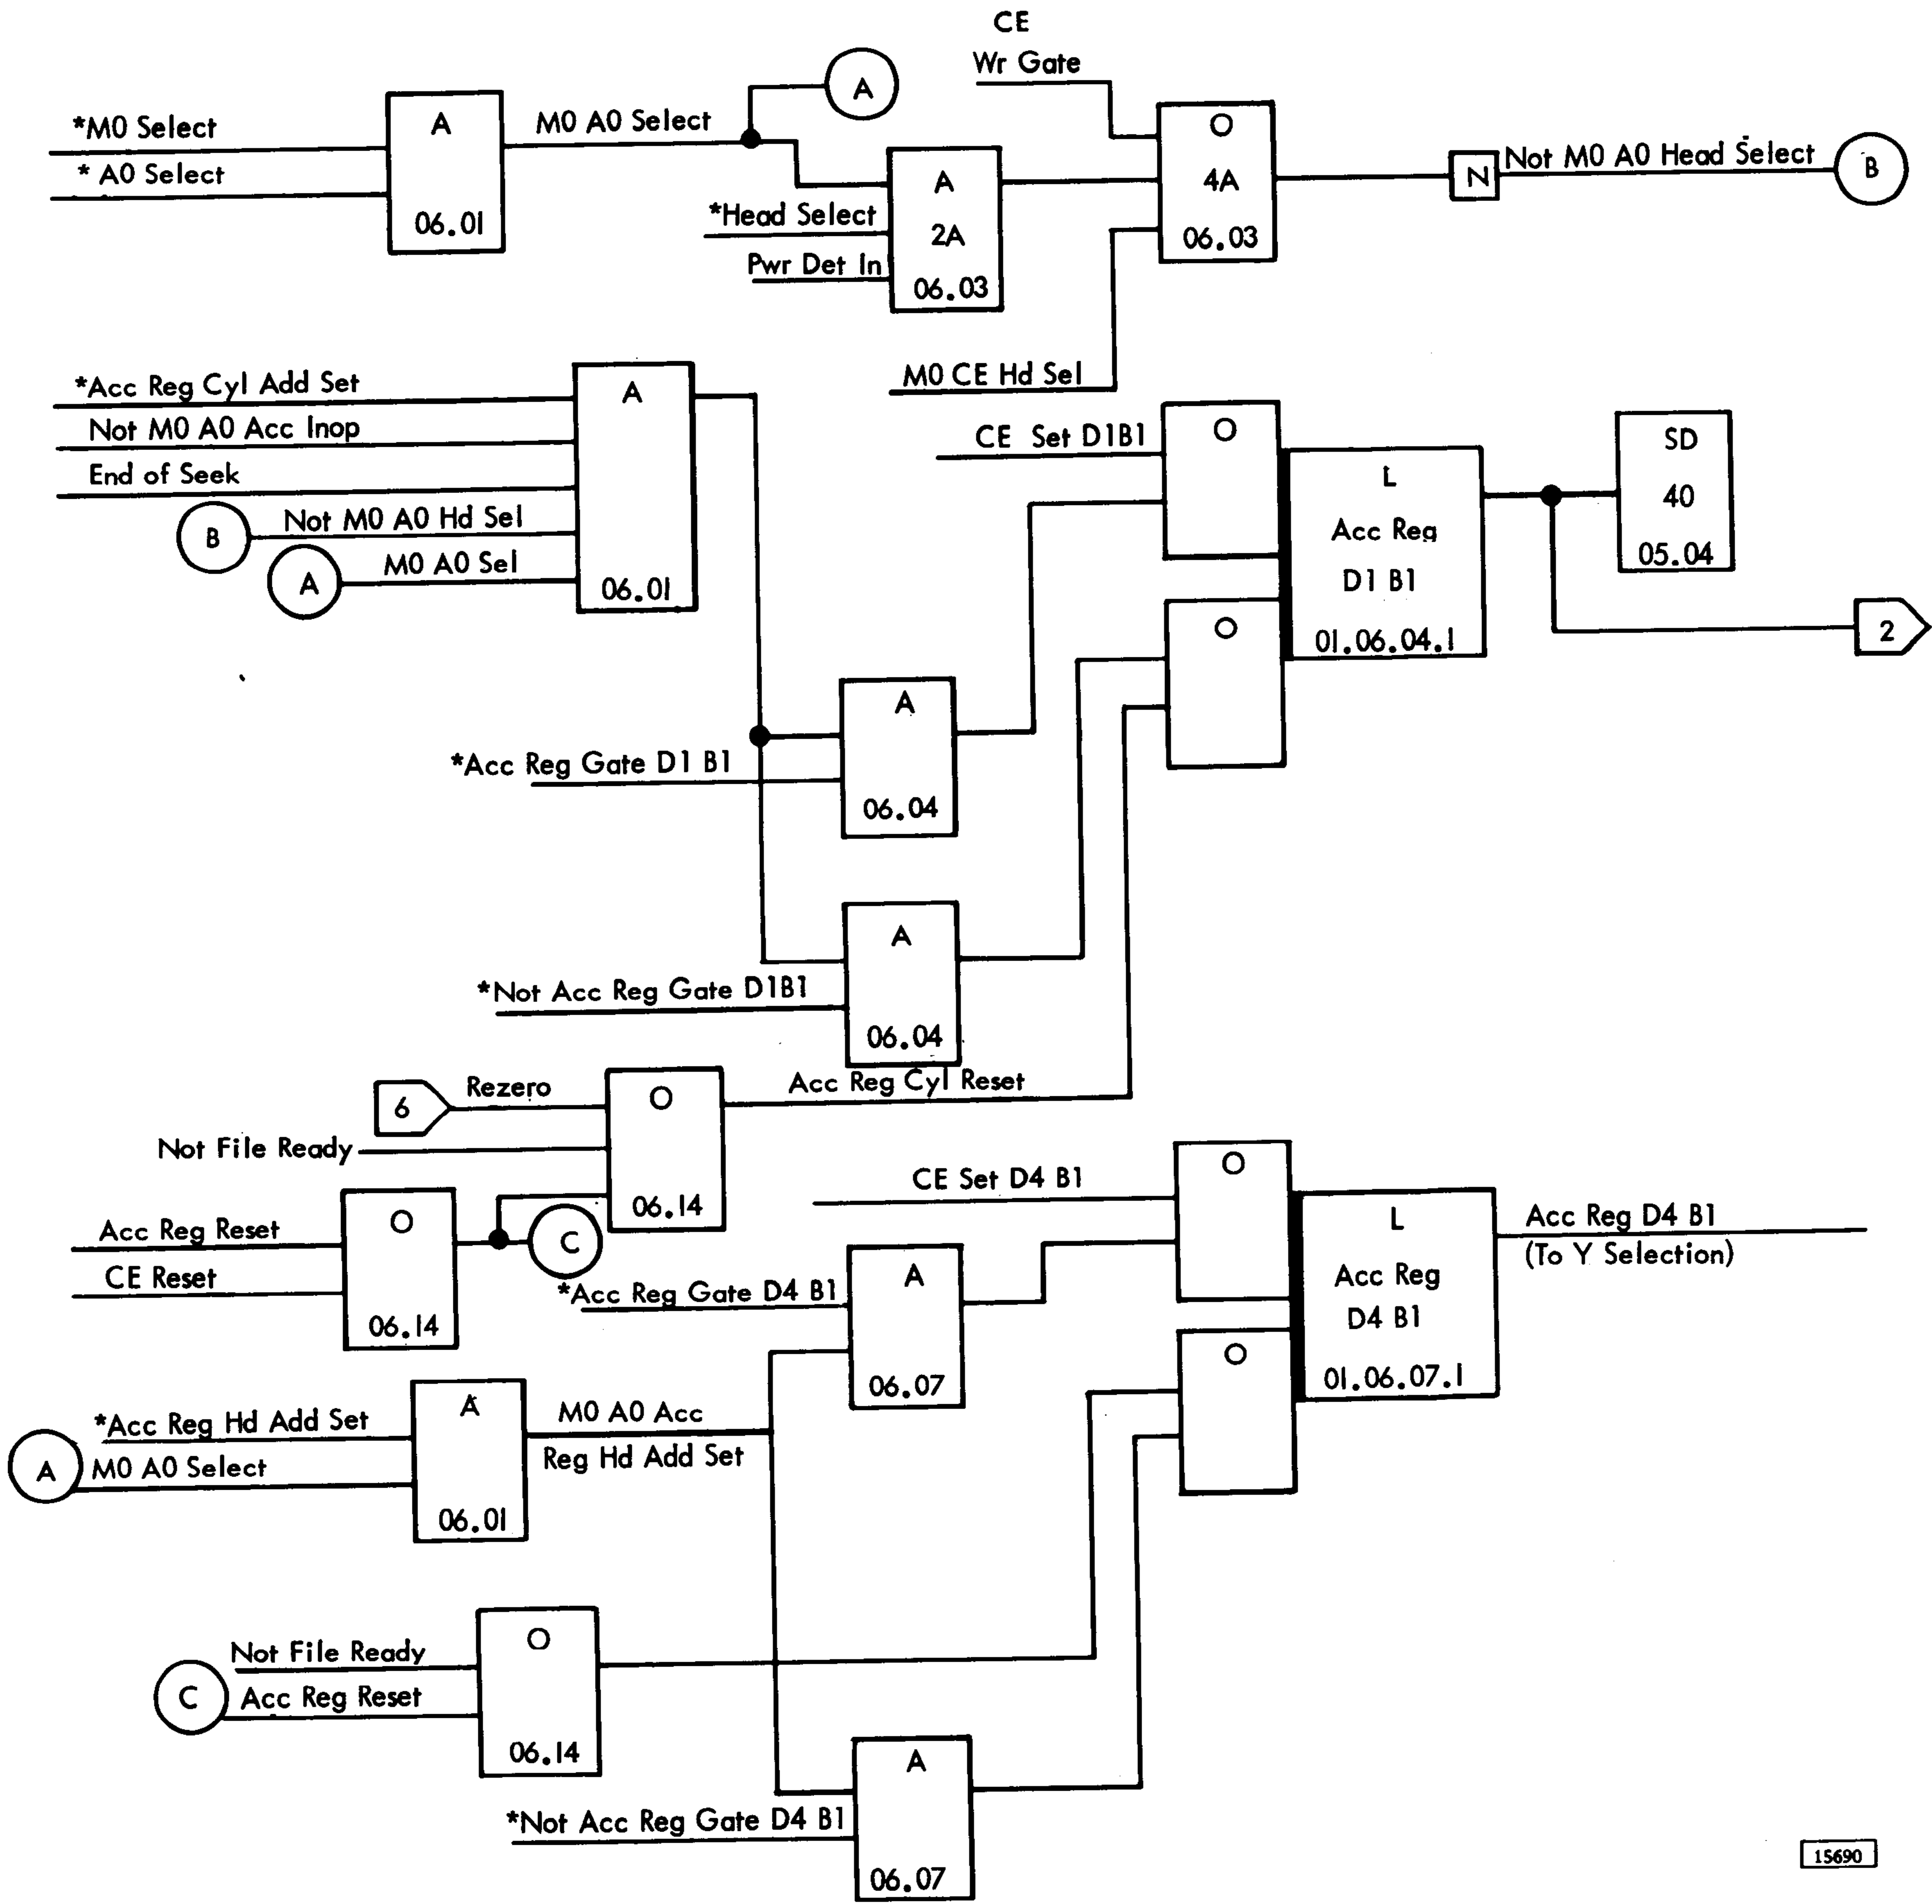 CE
Wr Gate
A
*M0 Select
A
M0 A0 Select
O
* A0 Select
A
4A
Not M0 A0 Head Select
N
B
*Head Select
2A
06.01
06.03
Pwr Det In
06.03
M0 CE Hd Sel
*Acc Reg Cyl Add Set
A
Not M0 A0 Acc Inop
CE Set D1B1
O
SD
End of Seek
L
40
Not M0 A0 Hd Sel
B
Acc Reg
05.04
M0 A0 Sel
A
06.01
D1 B1
O
01.06.04.1
2
A
*Acc Reg Gate D1 B1
06.04
A
*Not Acc Reg Gate D1B1
06.04
Rezero
6
O
Acc Reg Cyl Reset
Not File Ready
O
CE Set D4 B1
06.14
Acc Reg Reset
O
C
L
Acc Reg D4 B1
(To Y Selection)
CE Reset
*Acc Reg Gate D4 B1
A
Acc Reg
06.14
D4 B1
O
06.07
01.06.07.1
*Acc Reg Hd Add Set
A
M0 A0 Acc
Reg Hd Add Set
A
M0 A0 Select
06.01
Not File Ready
O
C
Acc Reg Reset
06.14
A
*Not Acc Reg Gate D4 B1
06.07
15690